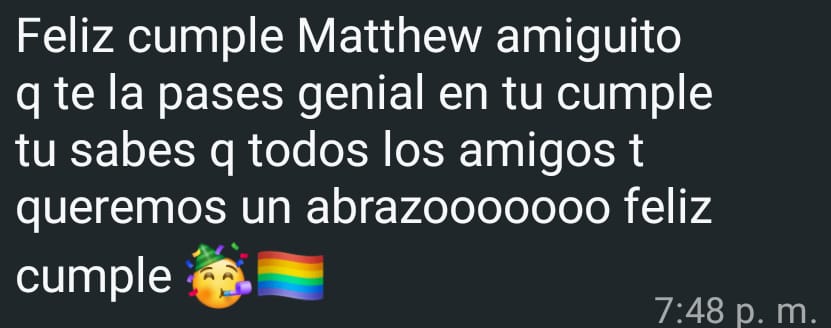 Feliz cumple Matthew amiguito
q te la pases genial en tu cumple
tu sabes q todos los amigos t
queremos un abrazooooooo feliz
cumple 🥳🏳️‍🌈
7:48 p. m.